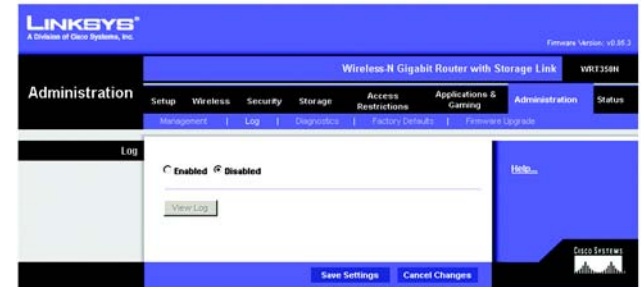 LINKSYS®
A Division of Cisco Systems, Inc.
Firmware Version: v0.95.3
Wireless-N Gigabit Router with Storage Link WRT350N
Administration
Setup Wireless Security Storage Access Restrictions Applications & Gaming Administration Status
Management | Log | Diagnostics | Factory Defaults | Firmware Upgrade
Log
Enabled Disabled
Help...
View Log
Save Settings Cancel Changes
CISCO SYSTEMS